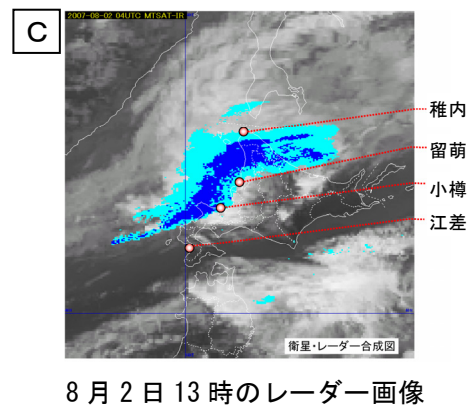 C
2007-08-02 04UTC MTSAT-IR
稚内
留萌
小樽
江差
衛星・レーダー合成図
8月2日13時のレーダー画像